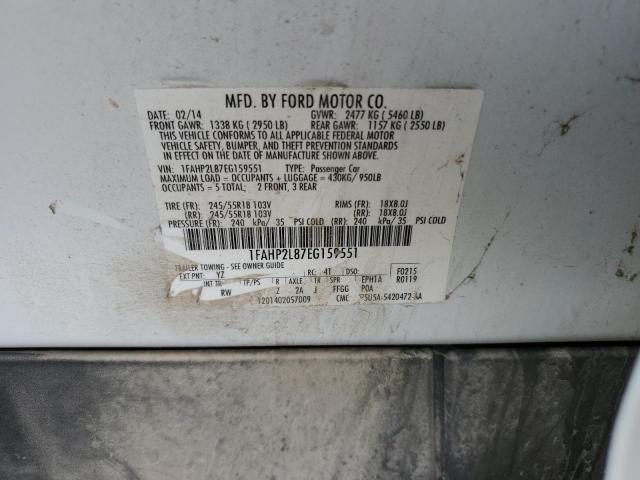 MFD. BY FORD MOTOR CO.
DATE: 02/14 GVWR: 2477 KG ( 5460 LB)
FRONT GAWR: 1338 KG ( 2950 LB) REAR GAWR: 1157 KG ( 2550 LB)
THIS VEHICLE CONFORMS TO ALL APPLICABLE FEDERAL MOTOR
VEHICLE SAFETY, BUMPER, AND THEFT PREVENTION STANDARDS
IN EFFECT ON THE DATE OF MANUFACTURE SHOWN ABOVE.
VIN: 1FAHP2L87EG159551 TYPE: Passenger Car
MAXIMUM LOAD = OCCUPANTS + LUGGAGE = 430KG/ 950LB
OCCUPANTS = 5 TOTAL; 2 FRONT, 3 REAR
TIRE (FR): 245/55R18 103V RIM (FR): 18X8.0J
(RR): 245/55R18 103V (RR): 18X8.0J
PRESSURE (FR): 240 kPa/ 35 PSI COLD (RR) 240 kPa/ 35 PSI COLD
1FAHP2L87EG159551
TRAILER TOWING - SEE OWNER GUIDE
EXT PNT: YZ RC: 41 F0215
INT TR TP/PS R AXLE TR SPR EPH1A R0119
RW Z 2A J FFGG POA
1201402057009 CMC 5U5A-5420472-AA